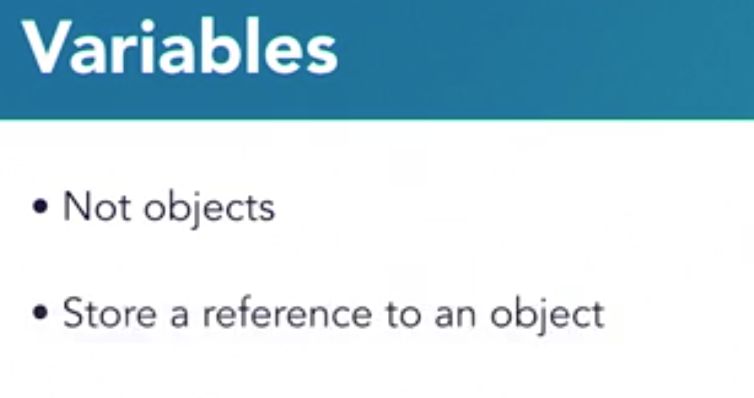 Variables
• Not objects
• Store a reference to an object